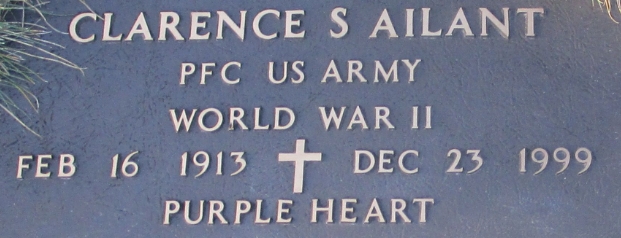 CLARENCE S AILANT
PFC US ARMY
WORLD WAR II
FEB 16 1913 DEC 23 1999
PURPLE HEART